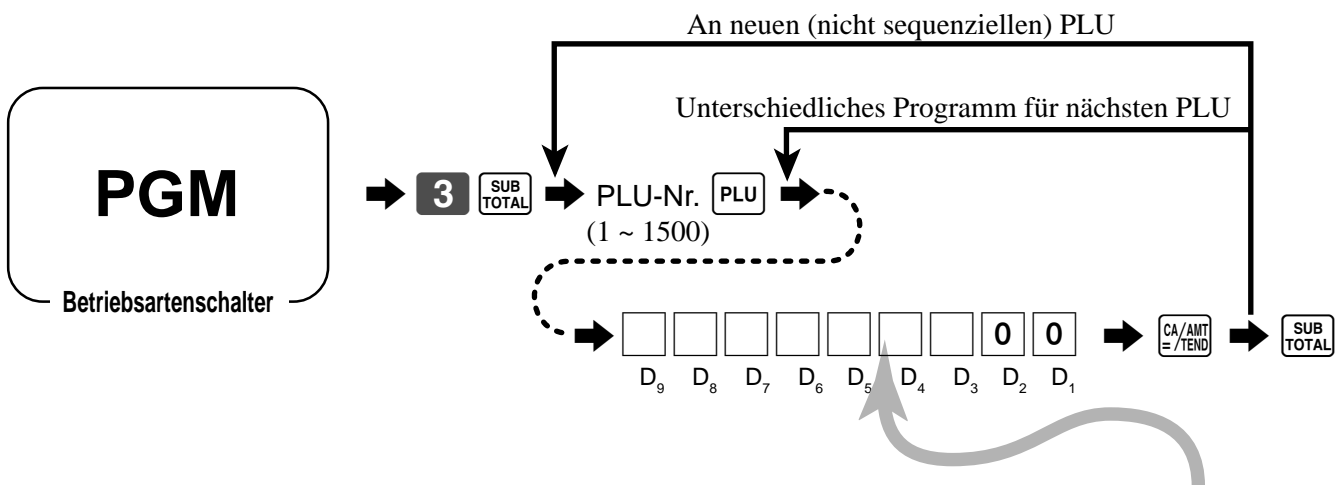 An neuen (nicht sequenziellen) PLU
Unterschiedliches Programm für nächsten PLU
PGM
Betriebsartenschalter
3 SUB TOTAL PLU-Nr. PLU
(1 ~ 1500)
0 0 CA/AMT = /TEND SUB TOTAL
D9 D8 D7 D6 D5 D4 D3 D2 D1